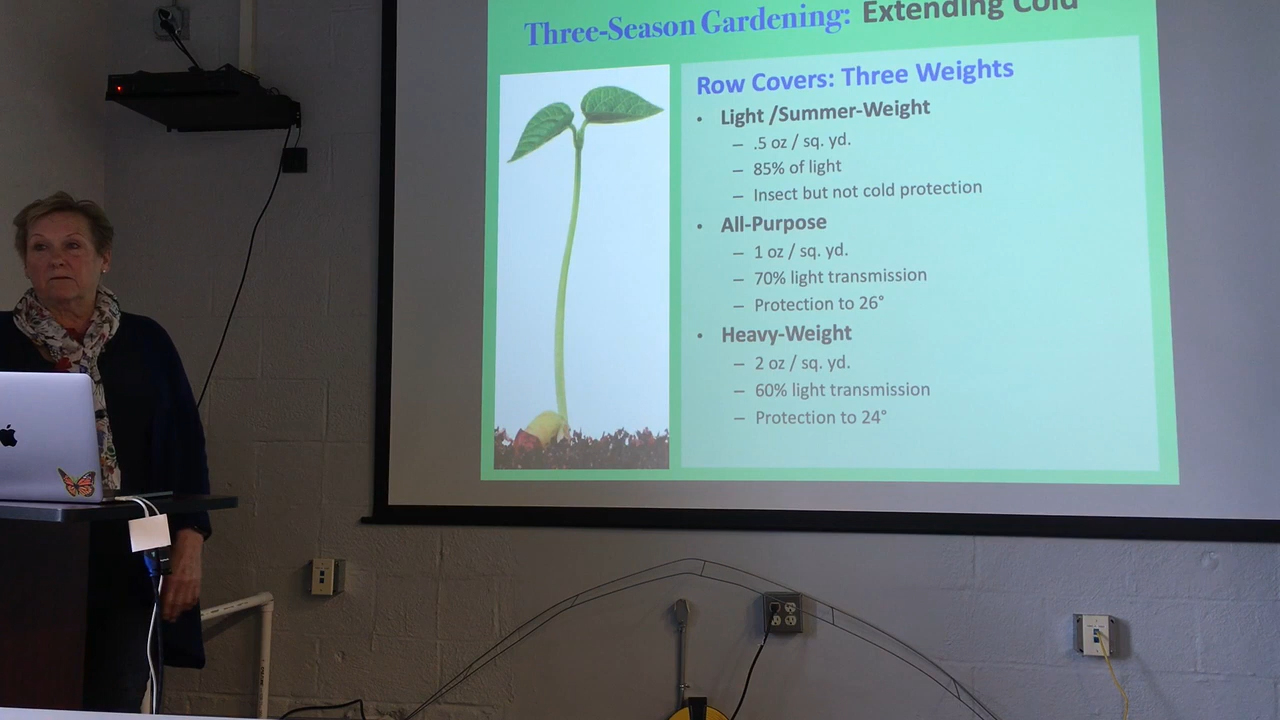 Three-Season Gardening: Extending Cold
Row Covers: Three Weights
• Light /Summer-Weight
– .5 oz / sq. yd.
– 85% of light
– Insect but not cold protection
• All-Purpose
– 1 oz / sq. yd.
– 70% light transmission
– Protection to 26°
• Heavy-Weight
– 2 oz / sq. yd.
– 60% light transmission
– Protection to 24°